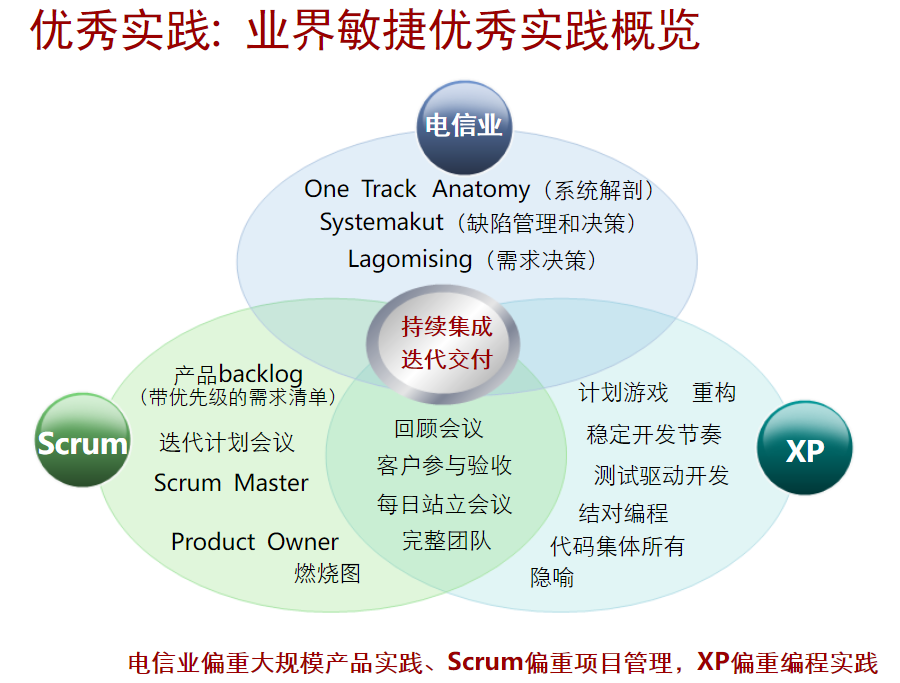 优秀实践: 业界敏捷优秀实践概览
电信业
One Track Anatomy（系统解剖）
Systemakut（缺陷管理和决策）
Lagomising（需求决策）
持续集成
迭代交付
Scrum
产品backlog
（带优先级的需求清单）
迭代计划会议
Scrum Master
Product Owner
燃烧图
回顾会议
客户参与验收
每日站立会议
完整团队
XP
计划游戏 重构
稳定开发节奏
测试驱动开发
结对编程
代码集体所有
隐喻
电信业偏重大规模产品实践、Scrum偏重项目管理，XP偏重编程实践